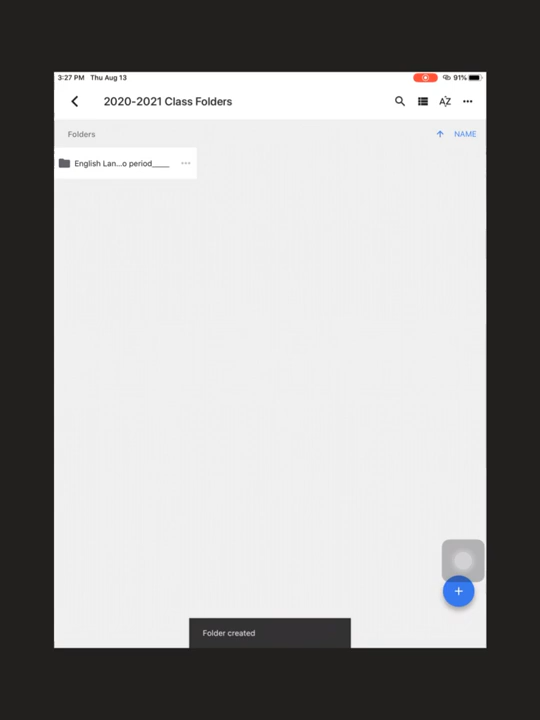 3:27 PM Thu Aug 13 91%
2020-2021 Class Folders
Folders NAME
English Lan...o period_____
Folder created